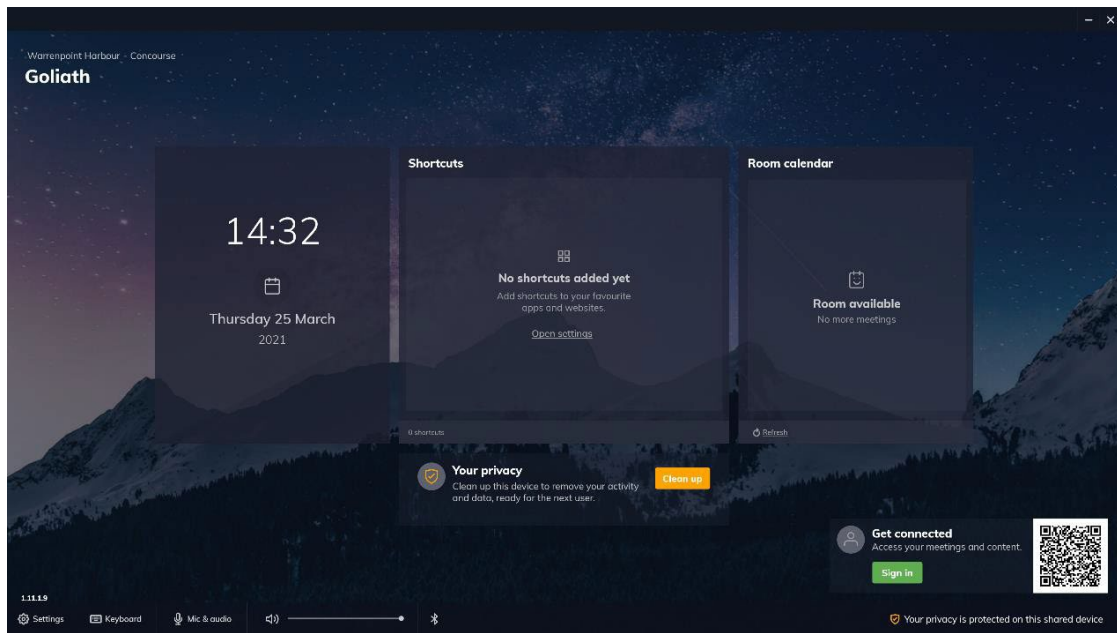 Warrenpoint Harbour - Concourse
Goliath
14:32
Thursday 25 March
2021
Shortcuts
No shortcuts added yet
Add shortcuts to your favourite
apps and websites.
Open settings
0 shortcuts
Room calendar
Room available
No more meetings
Refresh
Your privacy
Clean up this device to remove your activity
and data, ready for the next user.
Clean up
Get connected
Access your meetings and content.
Sign in
1.11.1.9
Settings
Keyboard
Mic & audio
Your privacy is protected on this shared device